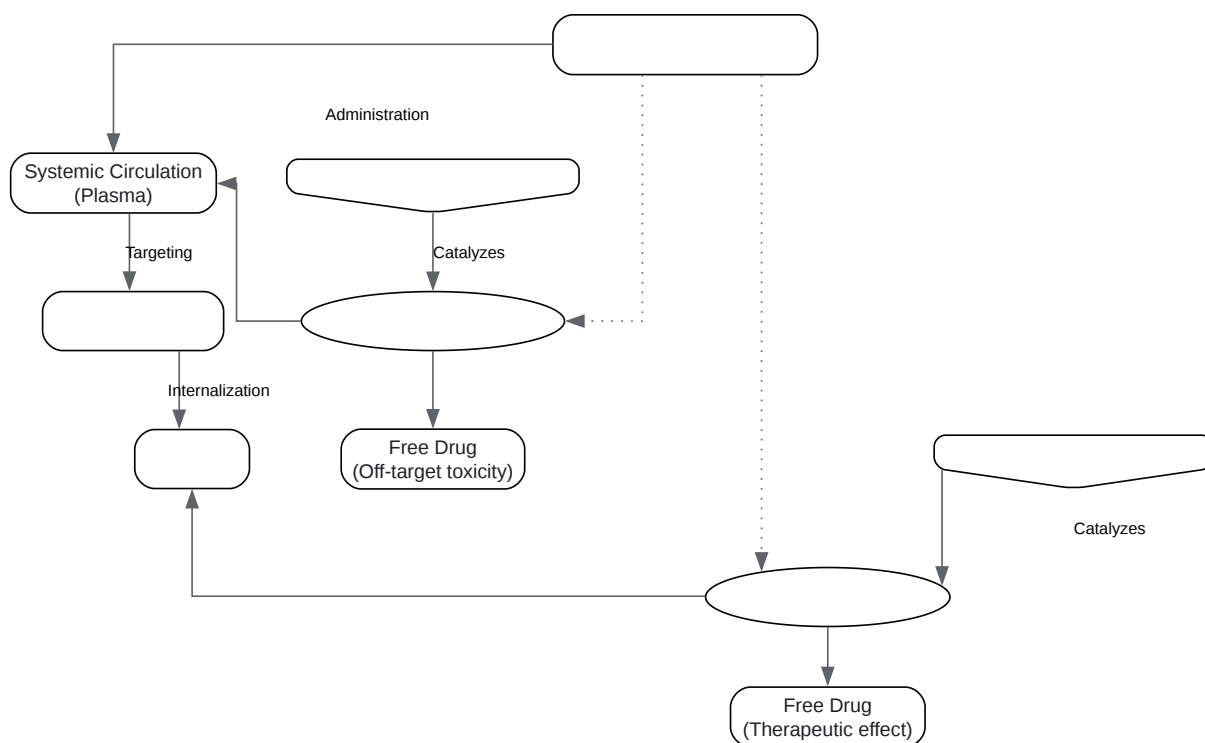 Administration
Systemic Circulation
(Plasma)
Targeting
Catalyzes
Internalization
Free Drug
(Off-target toxicity)
Catalyzes
Free Drug
(Therapeutic effect)